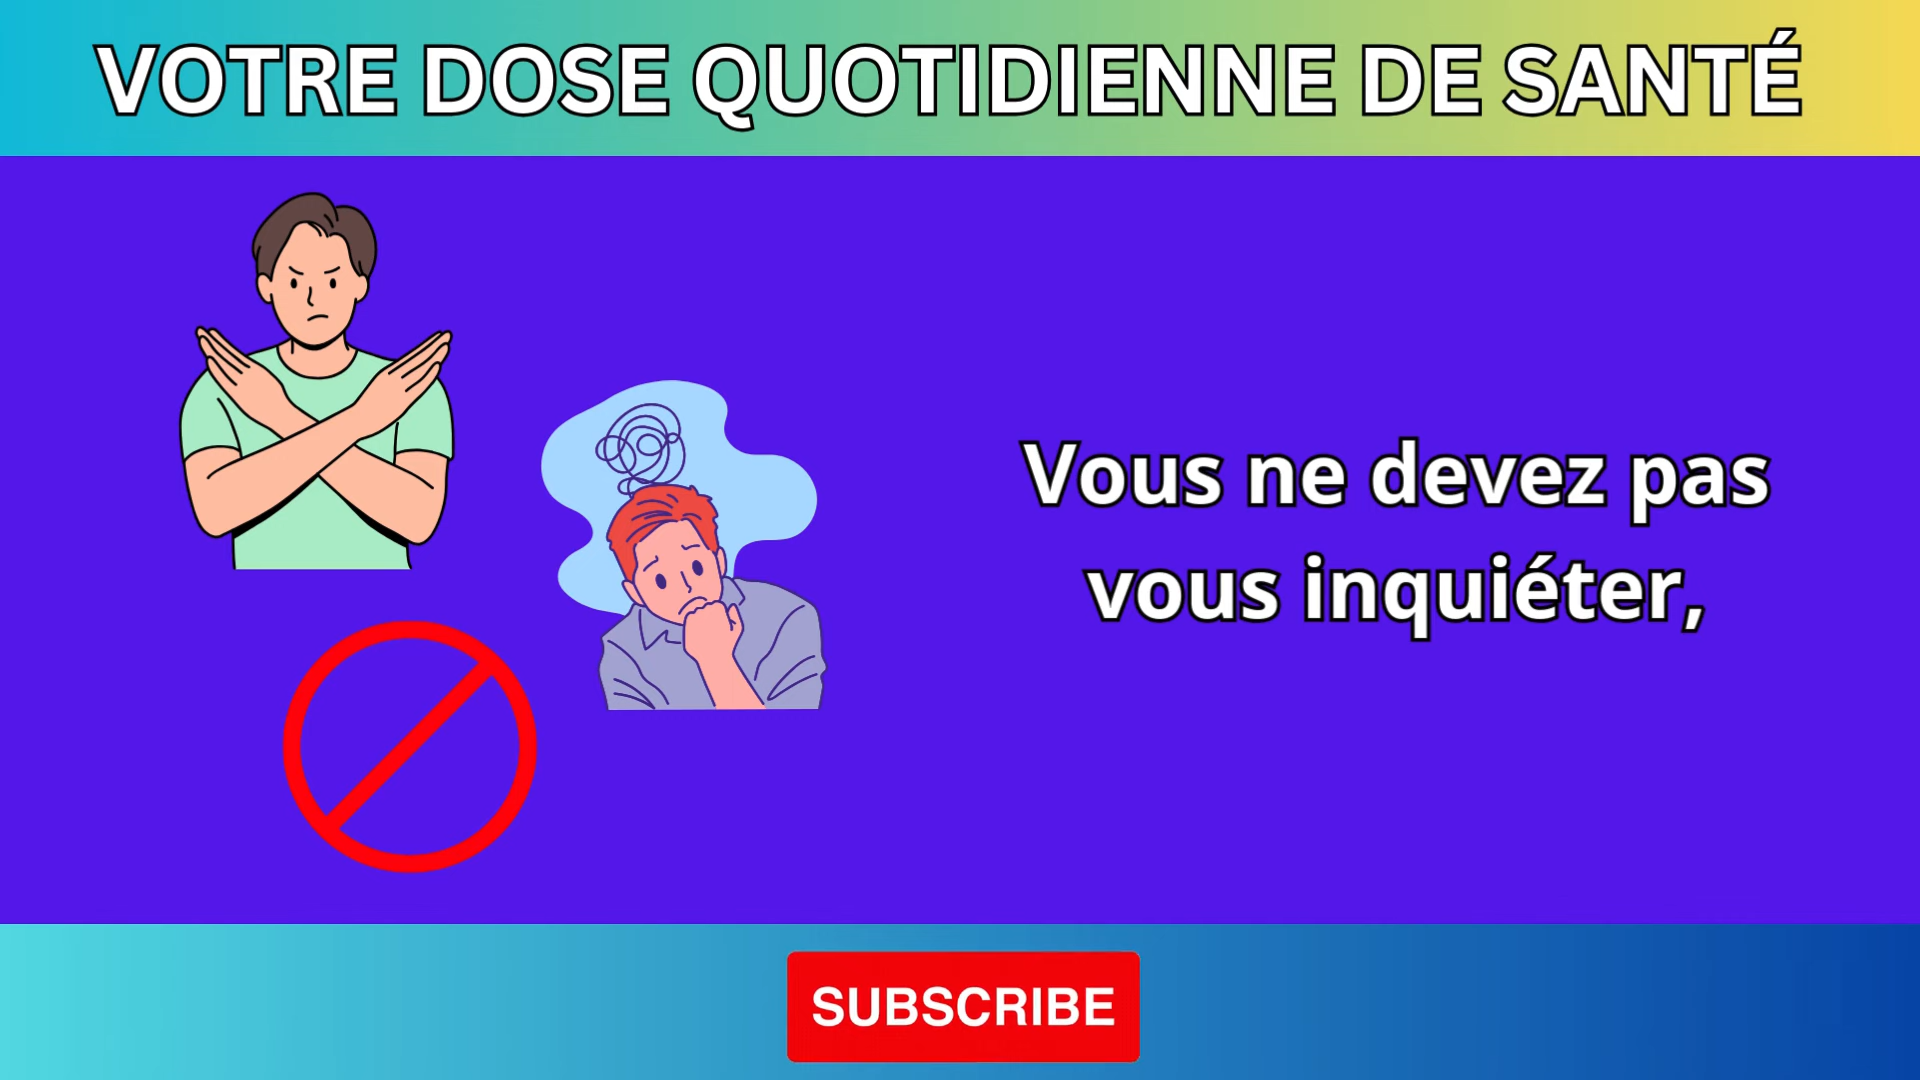 VOTRE DOSE QUOTIDIENNE DE SANTÉ
Vous ne devez pas
vous inquiéter,
SUBSCRIBE